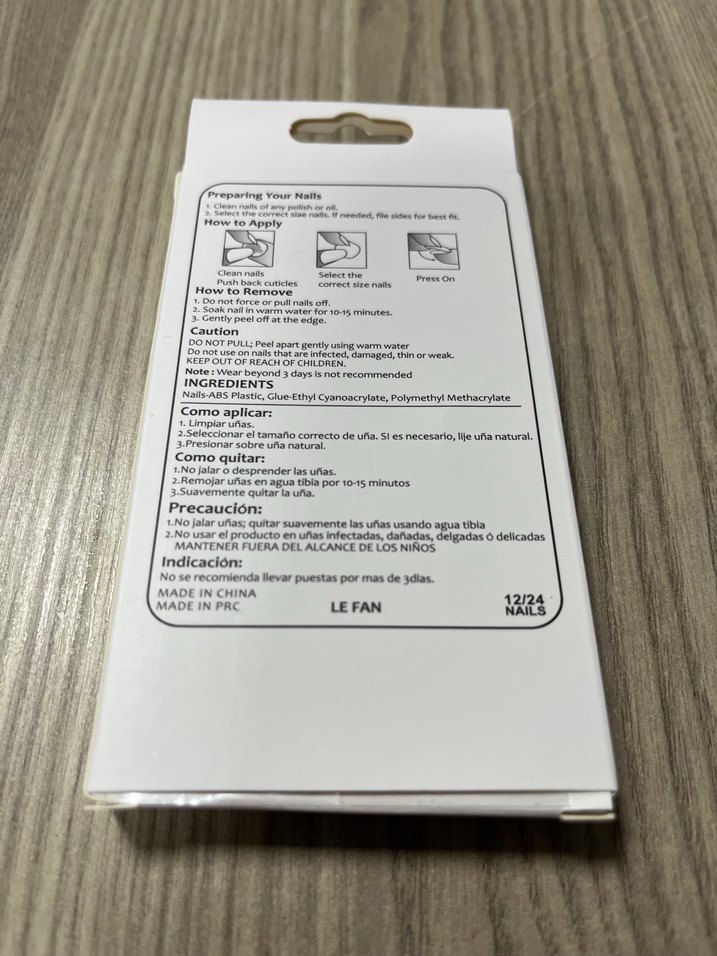 Preparing Your Nails
1. Clean nails of any polish or oil.
2. Select the correct siae nails. If needed, file sides for best fit.
How to Apply
Clean nails
Push back cuticles
Select the
correct size nails
Press On
How to Remove
1. Do not force or pull nails off.
2. Soak nail in warm water for 10-15 minutes.
3. Gently peel off at the edge.
Caution
DO NOT PULL; Peel apart gently using warm water
Do not use on nails that are infected, damaged, thin or weak.
KEEP OUT OF REACH OF CHILDREN.
Note : Wear beyond 3 days is not recommended
INGREDIENTS
Nails-ABS Plastic, Glue-Ethyl Cyanoacrylate, Polymethyl Methacrylate
Como aplicar:
1. Limpiar uñas.
2.Seleccionar el tamaño correcto de uña. SI es necesario, lije uña natural.
3.Presionar sobre uña natural.
Como quitar:
1.No jalar o desprender las uñas.
2.Remojar uñas en agua tibia por 10-15 minutos
3.Suavemente quitar la uña.
Precaución:
1.No jalar uñas; quitar suavemente las uñas usando agua tibia
2.No usar el producto en uñas infectadas, dañadas, delgadas ó delicadas
MANTENER FUERA DEL ALCANCE DE LOS NIÑOS
Indicación:
No se recomienda llevar puestas por mas de 3dias.
MADE IN CHINA
MADE IN PRC
LE FAN
12/24
NAILS